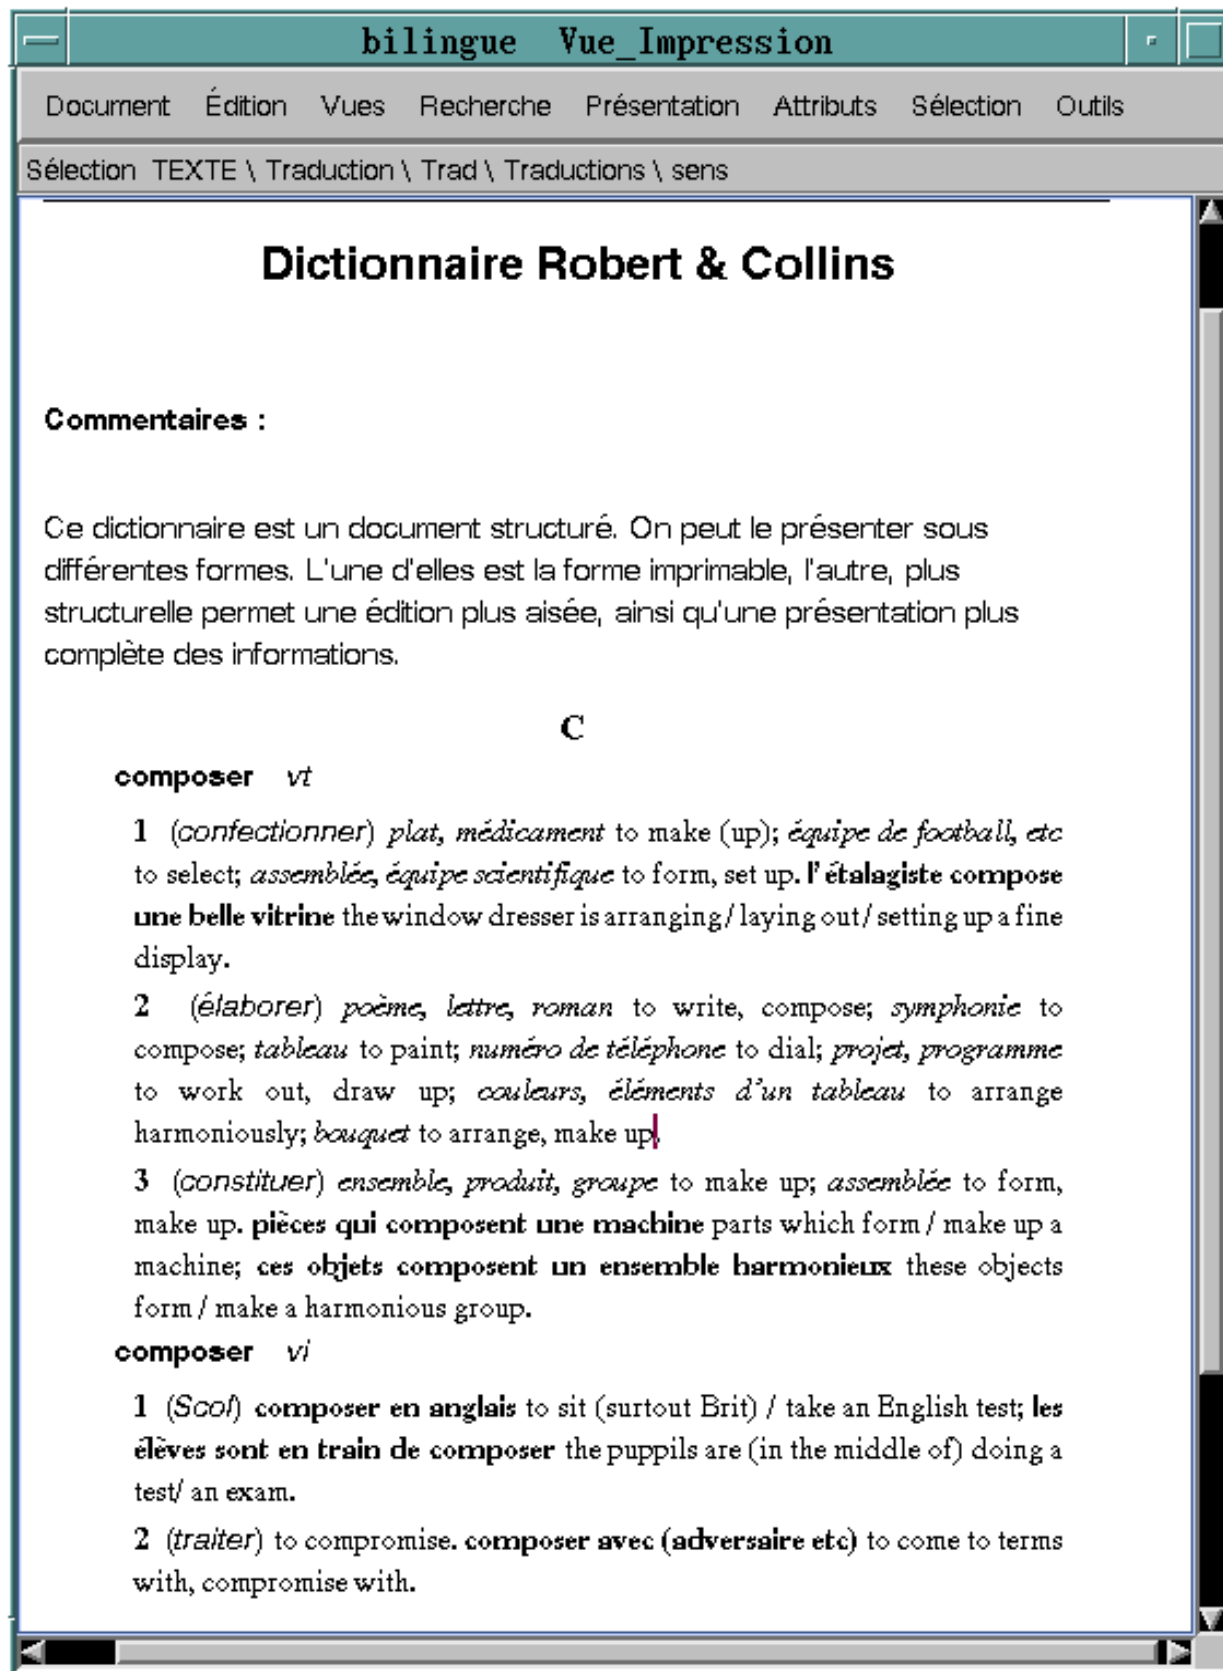 bilingue Vue_Impression
Document Édition Vues Recherche Présentation Attributs Sélection Outils
Sélection TEXTE \ Traduction \ Trad \ Traductions \ sens
Dictionnaire Robert & Collins
Commentaires :
Ce dictionnaire est un document structuré. On peut le présenter sous
différentes formes. L'une d'elles est la forme imprimable, l'autre, plus
structurelle permet une édition plus aisée, ainsi qu'une présentation plus
complète des informations.
C
composer vt
1 (confectionner) plat, médicament to make (up); équipe de football, etc
to select; assemblée, équipe scientifique to form, set up. l'étalagiste compose
une belle vitrine the window dresser is arranging / laying out / setting up a fine
display.
2 (élaborer) poème, lettre, roman to write, compose; symphonie to
compose; tableau to paint; numéro de téléphone to dial; projet, programme
to work out, draw up; couleurs, éléments d'un tableau to arrange
harmoniously; bouquet to arrange, make up.
3 (constituer) ensemble, produit, groupe to make up; assemblée to form,
make up. pièces qui composent une machine parts which form / make up a
machine; ces objets composent un ensemble harmonieux these objects
form / make a harmonious group.
composer vi
1 (Scol) composer en anglais to sit (surtout Brit) / take an English test; les
élèves sont en train de composer the puppils are (in the middle of) doing a
test/ an exam.
2 (traiter) to compromise. composer avec (adversaire etc) to come to terms
with, compromise with.